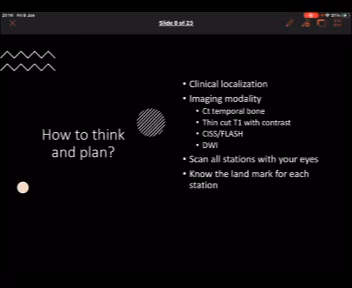 Slide 8 of 23
How to think
and plan?
• Clinical localization
• Imaging modality
• Ct temporal bone
• Thin cut T1 with contrast
• CISS/FLASH
• DWI
• Scan all stations with your eyes
• Know the land mark for each
station